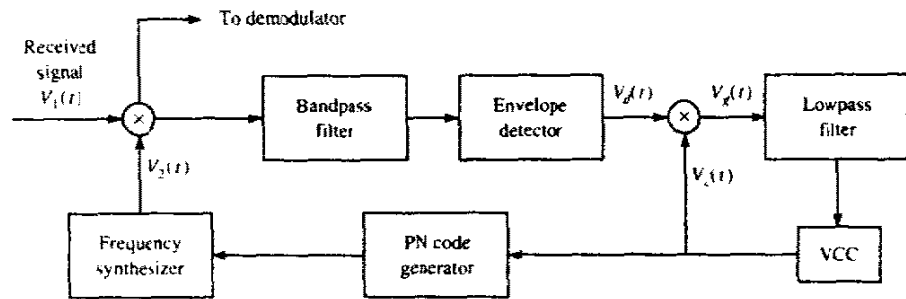 To demodulator
Received
signal
V₁(t)
Bandpass
filter
Envelope
detector
V_d(t)
V_g(t)
Lowpass
filter
×
×
V₂(t)
V_c(t)
Frequency
synthesizer
PN code
generator
VCC